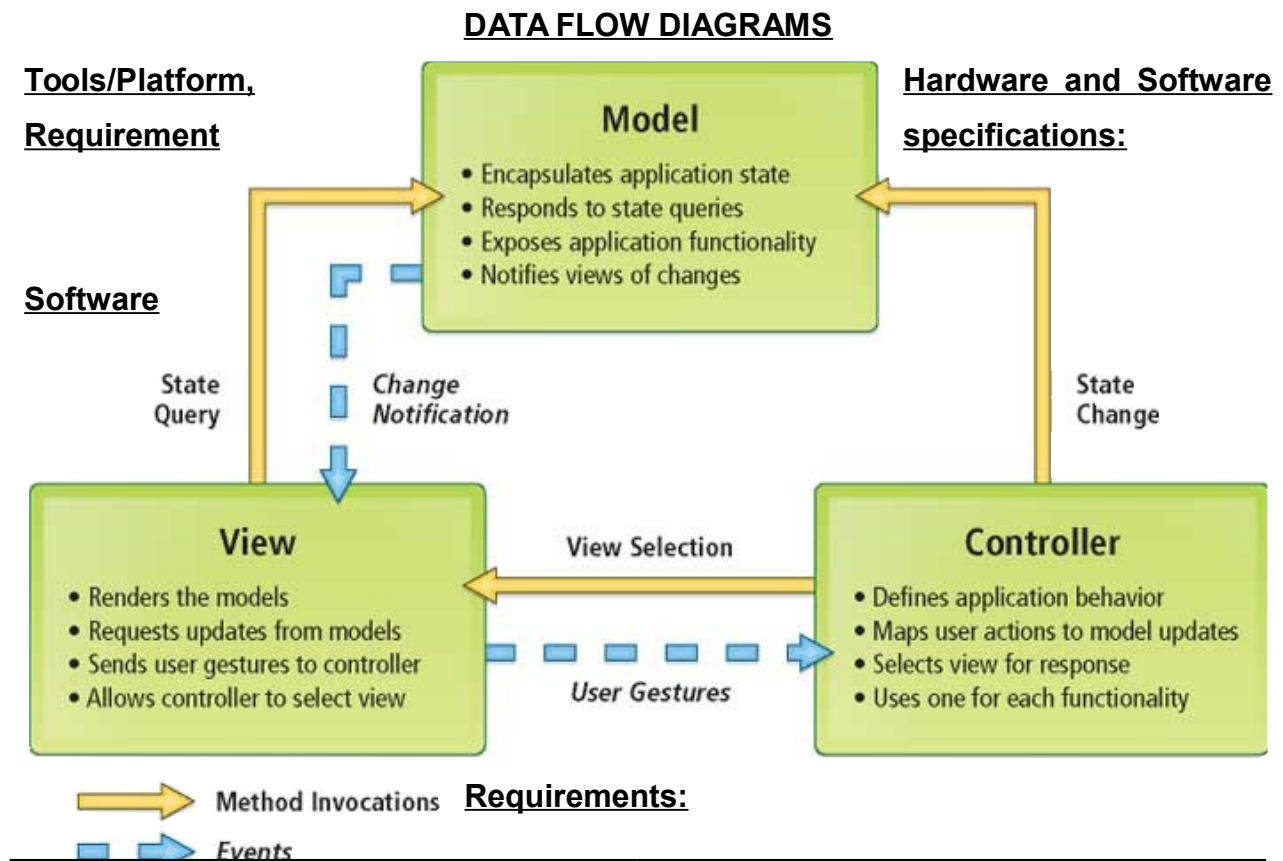 DATA FLOW DIAGRAMS
Tools/Platform,
Requirement
Hardware and Software
specifications:
Model
• Encapsulates application state
• Responds to state queries
• Exposes application functionality
• Notifies views of changes
Software
State
Query
Change
Notification
State
Change
View
• Renders the models
• Requests updates from models
• Sends user gestures to controller
• Allows controller to select view
View Selection
User Gestures
Controller
• Defines application behavior
• Maps user actions to model updates
• Selects view for response
• Uses one for each functionality
Method Invocations
Requirements:
Events